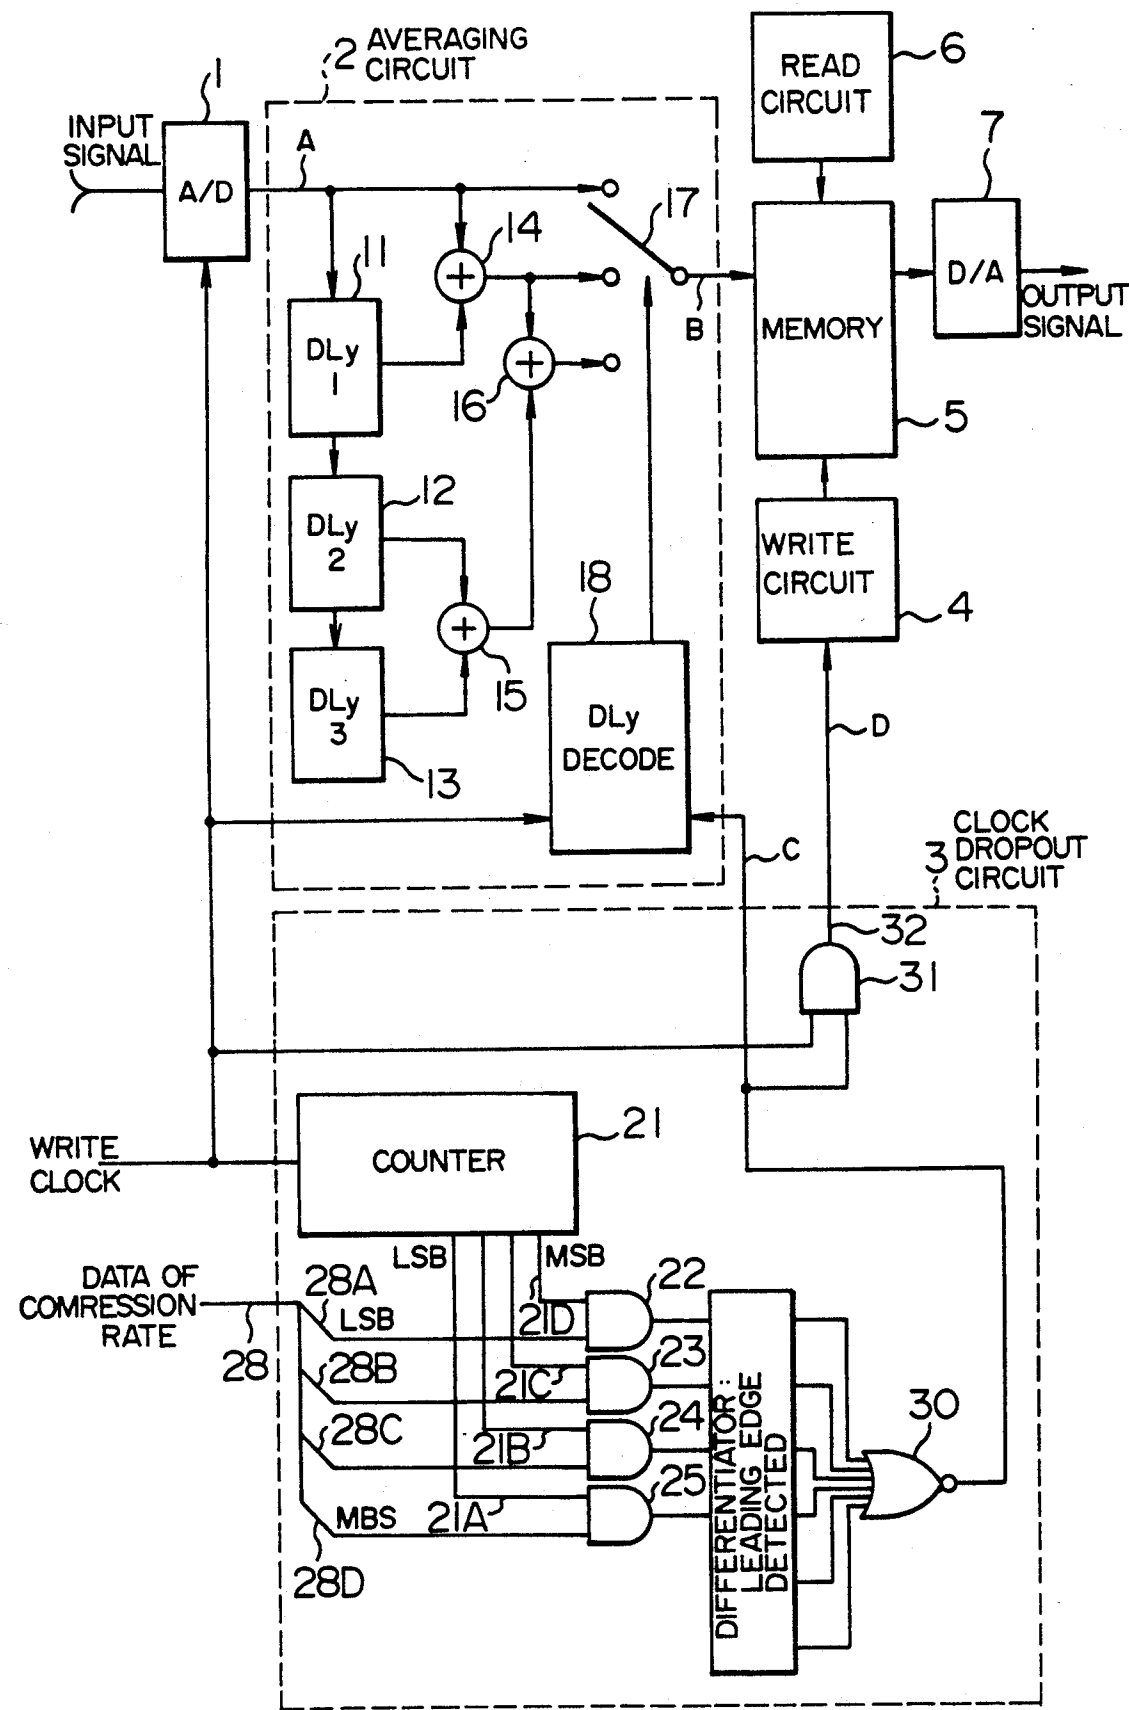 2 AVERAGING
CIRCUIT
1
INPUT
SIGNAL
A/D
A
READ
CIRCUIT
6
7
D/A
OUTPUT
SIGNAL
11
DLy
1
14
17
B
MEMORY
5
16
12
DLy
2
WRITE
CIRCUIT
4
18
15
DLy
3
13
DLy
DECODE
D
C
3 CLOCK
DROPOUT
CIRCUIT
32
31
WRITE
CLOCK
COUNTER
21
LSB
MSB
DATA OF
COMRESSION
RATE
28
28A
LSB
28B
28C
MBS
28D
21D
21C
21B
21A
22
23
24
25
DIFFERENTIATOR:
LEADING EDGE
DETECTED
30